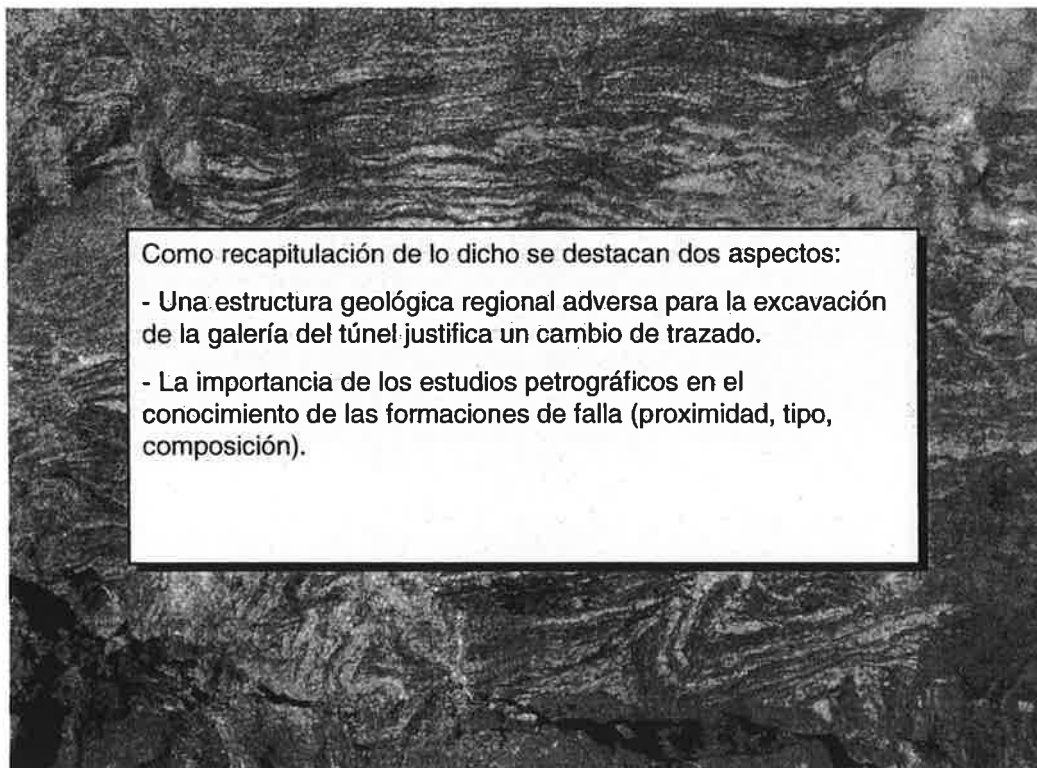 Como recapitulación de lo dicho se destacan dos aspectos:
- Una estructura geológica regional adversa para la excavación
de la galería del túnel justifica un cambio de trazado.
- La importancia de los estudios petrográficos en el
conocimiento de las formaciones de falla (proximidad, tipo,
composición).